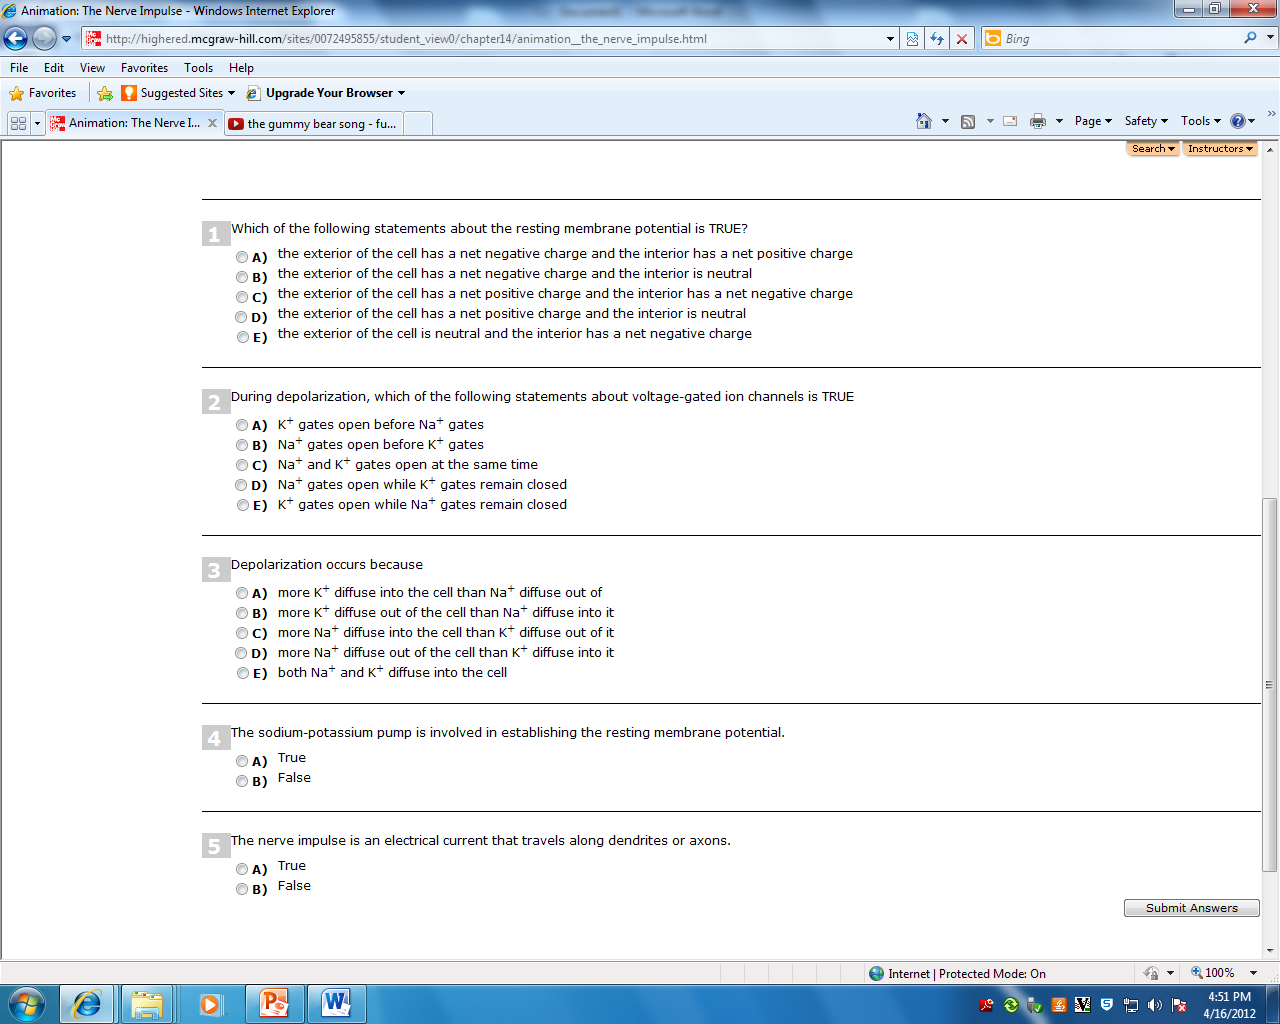 Animation: The Nerve Impulse - Windows Internet Explorer
http://highered.mcgraw-hill.com/sites/0072495855/student_view0/chapter14/animation__the_nerve_impulse.html
Bing
File Edit View Favorites Tools Help
Favorites Suggested Sites Upgrade Your Browser
Animation: The Nerve I... the gummy bear song - fu... Page Safety Tools
Search Instructors
1 Which of the following statements about the resting membrane potential is TRUE?
A) the exterior of the cell has a net negative charge and the interior has a net positive charge
B) the exterior of the cell has a net negative charge and the interior is neutral
C) the exterior of the cell has a net positive charge and the interior has a net negative charge
D) the exterior of the cell has a net positive charge and the interior is neutral
E) the exterior of the cell is neutral and the interior has a net negative charge
2 During depolarization, which of the following statements about voltage-gated ion channels is TRUE
A) K+ gates open before Na+ gates
B) Na+ gates open before K+ gates
C) Na+ and K+ gates open at the same time
D) Na+ gates open while K+ gates remain closed
E) K+ gates open while Na+ gates remain closed
3 Depolarization occurs because
A) more K+ diffuse into the cell than Na+ diffuse out of
B) more K+ diffuse out of the cell than Na+ diffuse into it
C) more Na+ diffuse into the cell than K+ diffuse out of it
D) more Na+ diffuse out of the cell than K+ diffuse into it
E) both Na+ and K+ diffuse into the cell
4 The sodium-potassium pump is involved in establishing the resting membrane potential.
A) True
B) False
5 The nerve impulse is an electrical current that travels along dendrites or axons.
A) True
B) False
Submit Answers
Internet | Protected Mode: On 100%
4:51 PM
4/16/2012